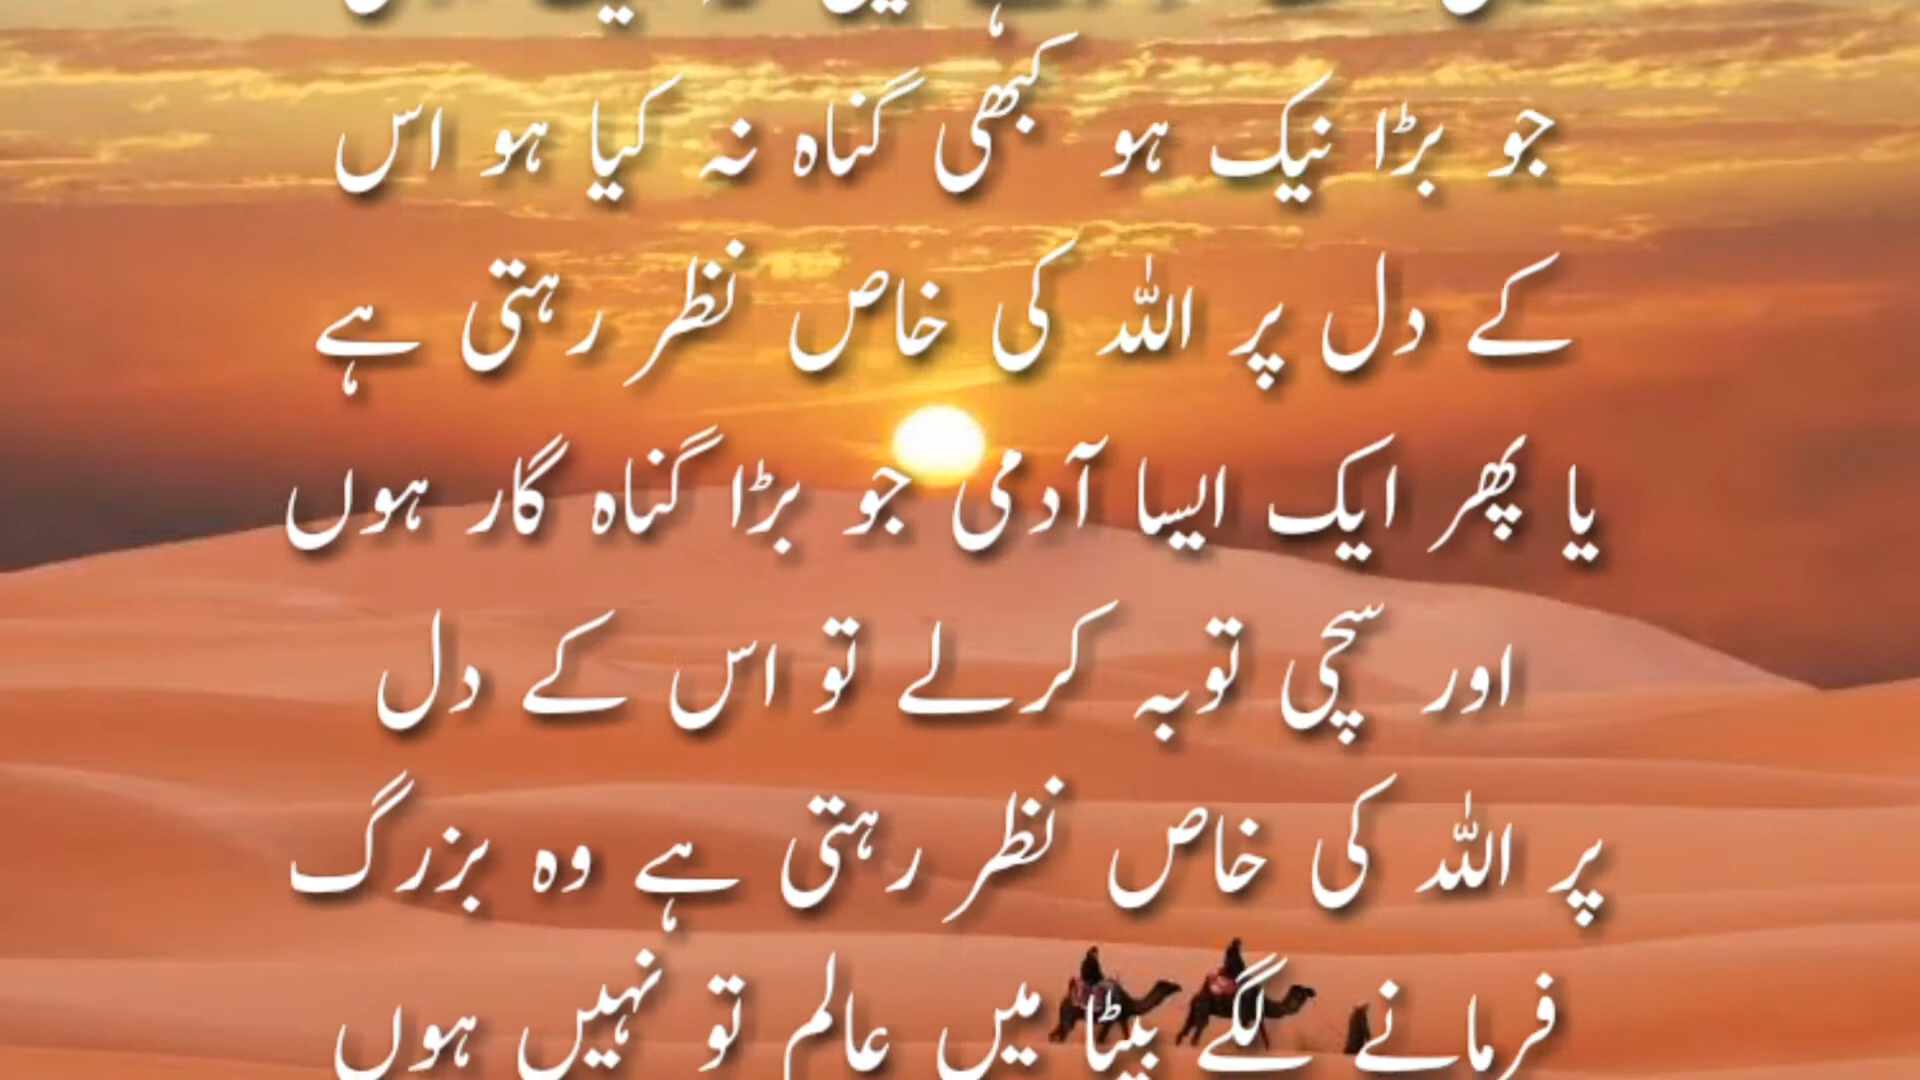 جو بڑا نیک ہو کبھی گناہ نہ کیا ہو اس
کے دل پر اللہ کی خاص نظر رہتی ہے
یا پھر ایک ایسا آدمی جو بڑا گناہ گار ہوں
اور سچی توبہ کرلے تو اس کے دل
پر اللہ کی خاص نظر رہتی ہے وہ بزرگ
فرمانے لگے بیٹا میں عالم تو نہیں ہوں